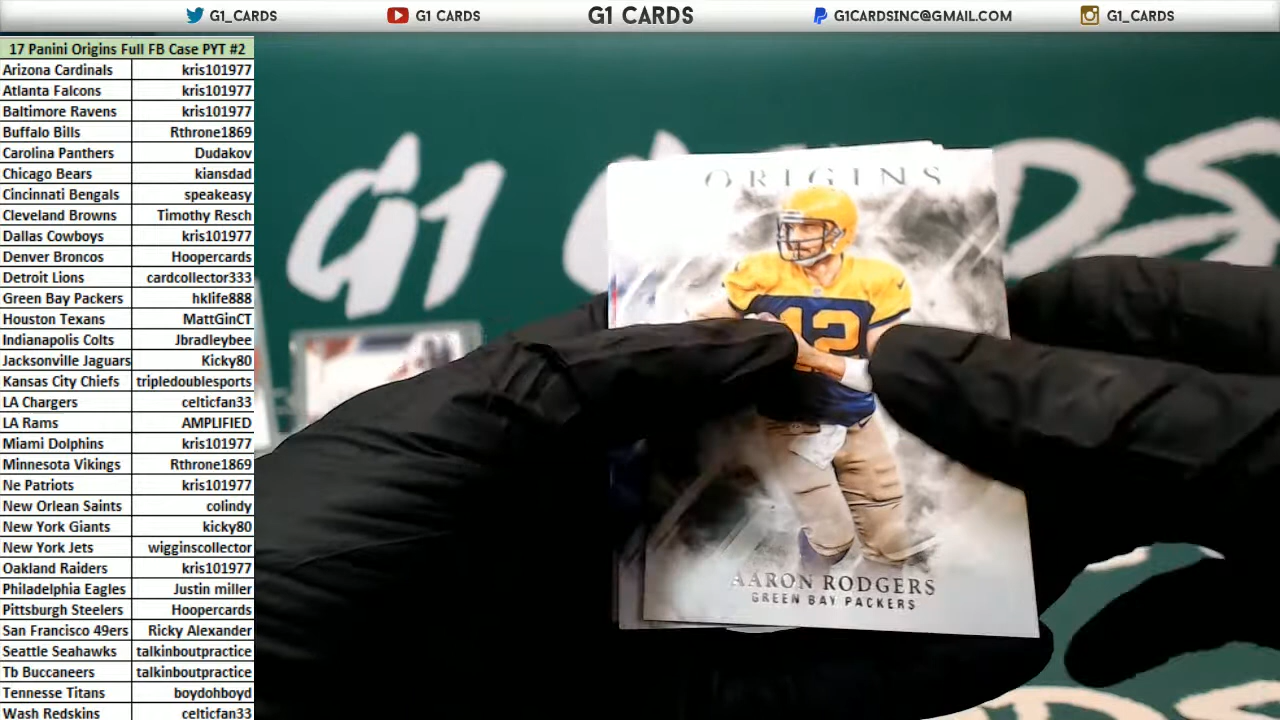 G1_CARDS
G1 CARDS
G1 CARDS
G1CARDSINC@GMAIL.COM
G1_CARDS
17 Panini Origins Full FB Case PYT #2
Arizona Cardinals kris101977
Atlanta Falcons kris101977
Baltimore Ravens kris101977
Buffalo Bills Rthrone1869
Carolina Panthers Dudakov
Chicago Bears kiansdad
Cincinnati Bengals speakeasy
Cleveland Browns Timothy Resch
Dallas Cowboys kris101977
Denver Broncos Hoopercards
Detroit Lions cardcollector333
Green Bay Packers hklife888
Houston Texans MattGinCT
Indianapolis Colts Jbradleybee
Jacksonville Jaguars Kicky80
Kansas City Chiefs tripledoublesports
LA Chargers celticfan33
LA Rams AMPLIFIED
Miami Dolphins kris101977
Minnesota Vikings Rthrone1869
Ne Patriots kris101977
New Orlean Saints colindy
New York Giants kicky80
New York Jets wigginscollector
Oakland Raiders kris101977
Philadelphia Eagles Justin miller
Pittsburgh Steelers Hoopercards
San Francisco 49ers Ricky Alexander
Seattle Seahawks talkinboutpractice
Tb Buccaneers talkinboutpractice
Tennesse Titans boydohboyd
Wash Redskins celticfan33
G1
ORIGINS
12
AARON RODGERS
GREEN BAY PACKERS